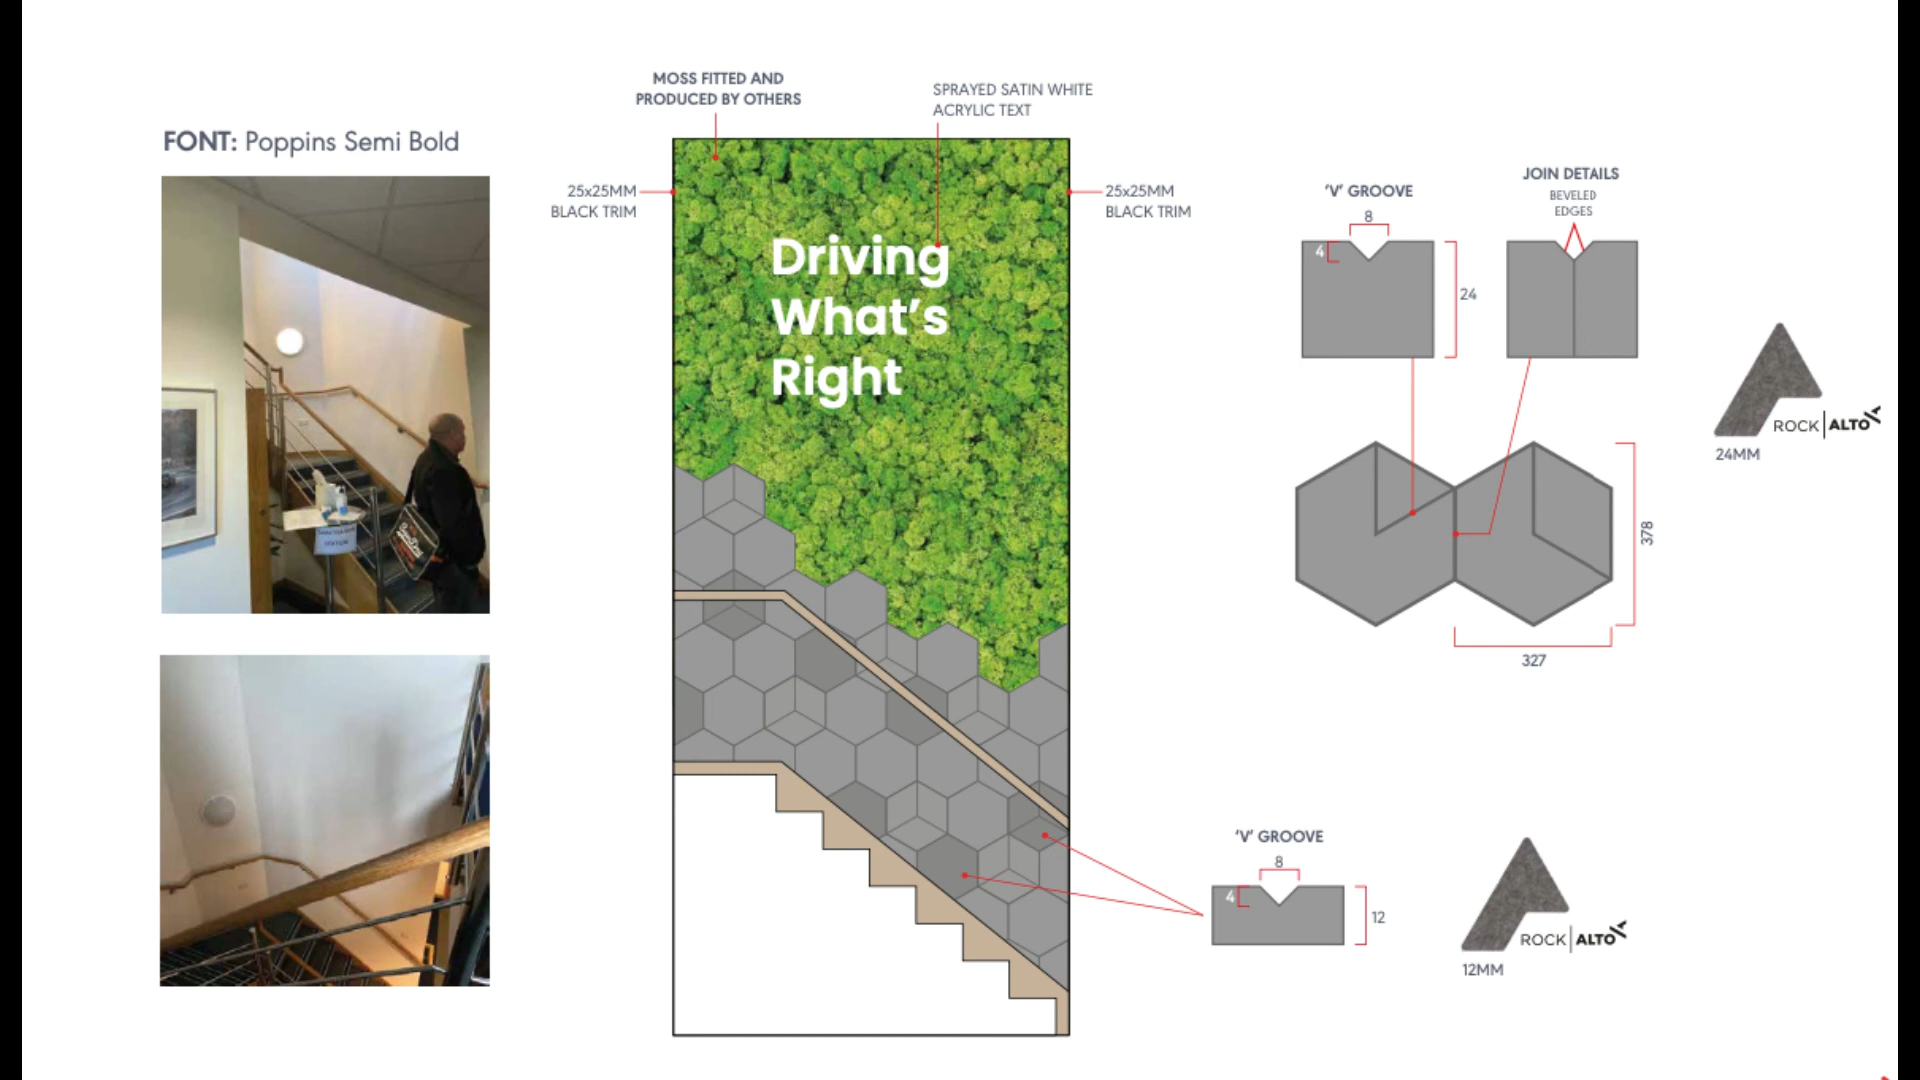 FONT: Poppins Semi Bold
MOSS FITTED AND
PRODUCED BY OTHERS
SPRAYED SATIN WHITE
ACRYLIC TEXT
25x25MM
BLACK TRIM
25x25MM
BLACK TRIM
Driving
What's
Right
'V' GROOVE
8
4
24
JOIN DETAILS
BEVELED
EDGES
378
327
ROCK ALTO
24MM
'V' GROOVE
8
4
12
ROCK ALTO
12MM